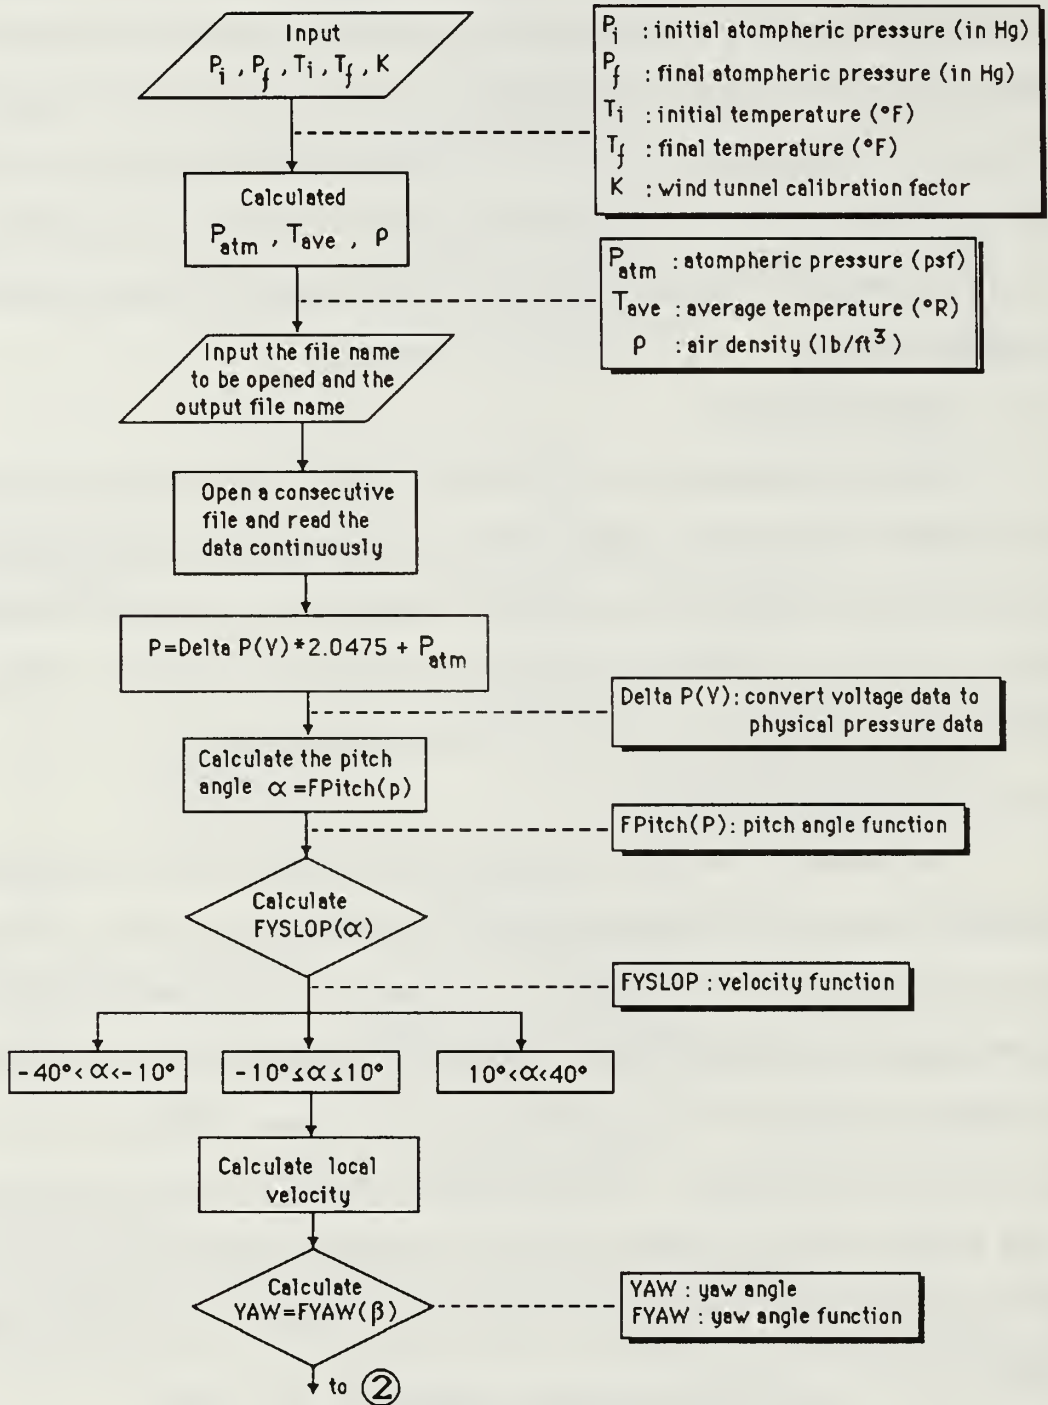 Input
P_i , P_f , T_i , T_f , K
P_i : initial atompheric pressure (in Hg)
P_f : final atompheric pressure (in Hg)
T_i : initial temperature (°F)
T_f : final temperature (°F)
K : wind tunnel calibration factor
Calculated
P_atm , T_ave , ρ
P_atm : atompheric pressure (psf)
T_ave : average temperature (°R)
ρ : air density (lb/ft³)
Input the file name
to be opened and the
output file name
Open a consecutive
file and read the
data continuously
P=Delta P(V)*2.0475 + P_atm
Delta P(V): convert voltage data to
physical pressure data
Calculate the pitch
angle α=FPitch(p)
FPitch(P): pitch angle function
Calculate
FYSLOP(α)
FYSLOP : velocity function
-40°<α<-10°
-10°≤α≤10°
10°<α<40°
Calculate local
velocity
Calculate
YAW=FYAW(β)
YAW : yaw angle
FYAW : yaw angle function
to ②